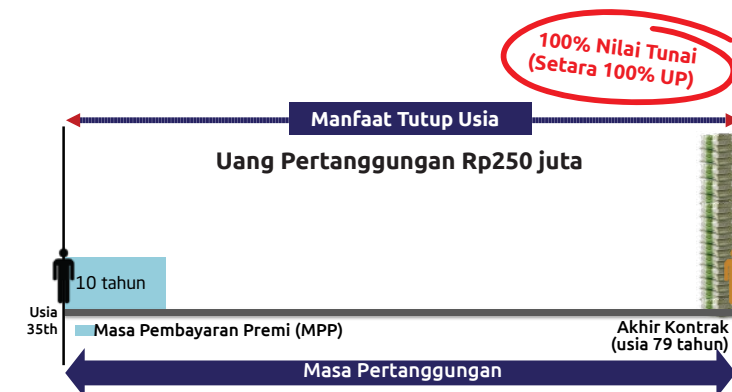 100% Nilai Tunai
(Setara 100% UP)
Manfaat Tutup Usia
Uang Pertanggungan Rp250 juta
10 tahun
Usia
35th
Masa Pembayaran Premi (MPP)
Akhir Kontrak
(usia 79 tahun)
Masa Pertanggungan